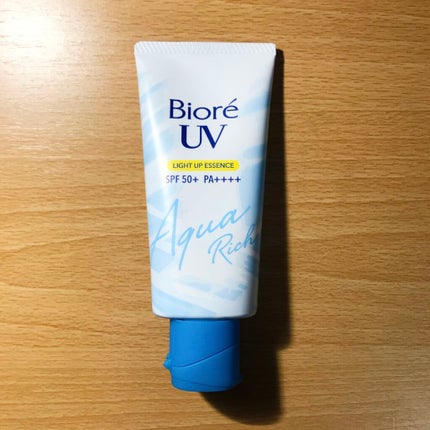 Bioré
UV
LIGHT UP ESSENCE
SPF 50+ PA++++
Aqua
Rich